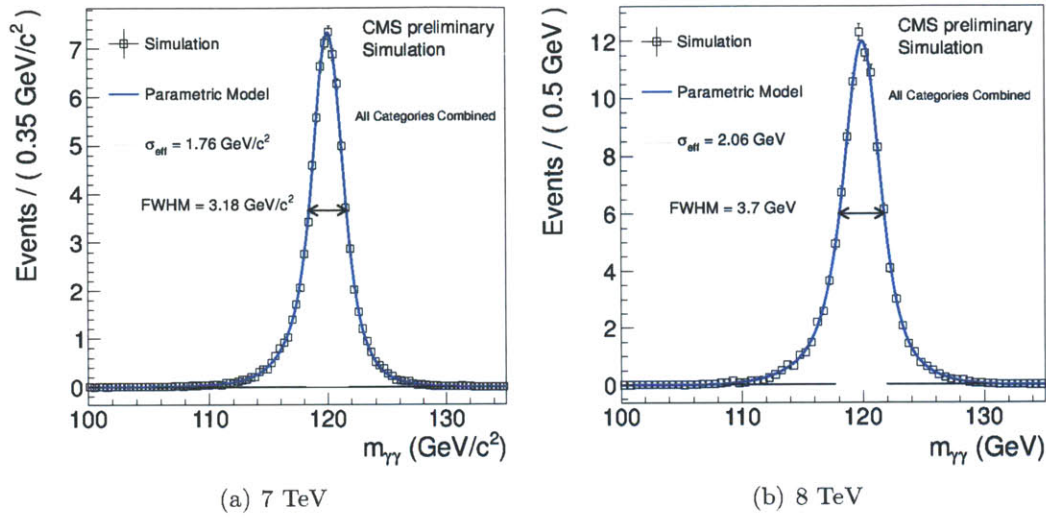 Events / ( 0.35 GeV/c²)
7
6
5
4
3
2
1
0
Simulation
Parametric Model
σeff = 1.76 GeV/c²
FWHM = 3.18 GeV/c²
CMS preliminary
Simulation
All Categories Combined
100 110 120 130
mγγ (GeV/c²)
(a) 7 TeV
Events / ( 0.5 GeV)
12
10
8
6
4
2
0
Simulation
Parametric Model
σeff = 2.06 GeV
FWHM = 3.7 GeV
CMS preliminary
Simulation
All Categories Combined
100 110 120 130
mγγ (GeV)
(b) 8 TeV